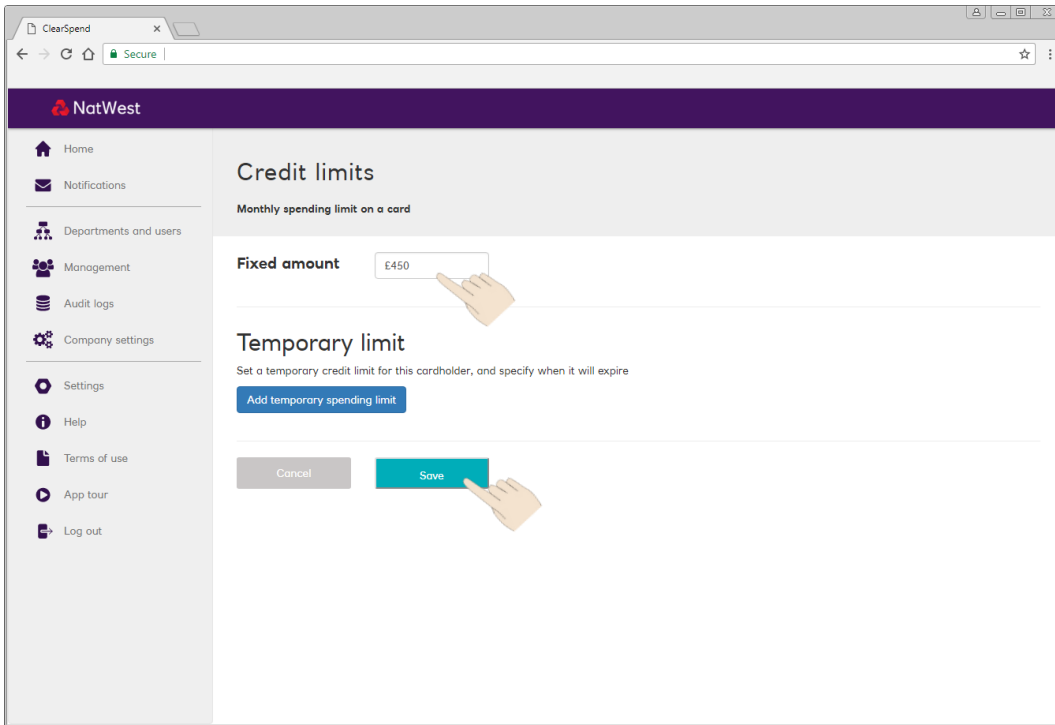 ClearSpend
Secure
NatWest
Home
Notifications
Departments and users
Management
Audit logs
Company settings
Settings
Help
Terms of use
App tour
Log out
Credit limits
Monthly spending limit on a card
Fixed amount
£450
Temporary limit
Set a temporary credit limit for this cardholder, and specify when it will expire
Add temporary spending limit
Cancel
Save